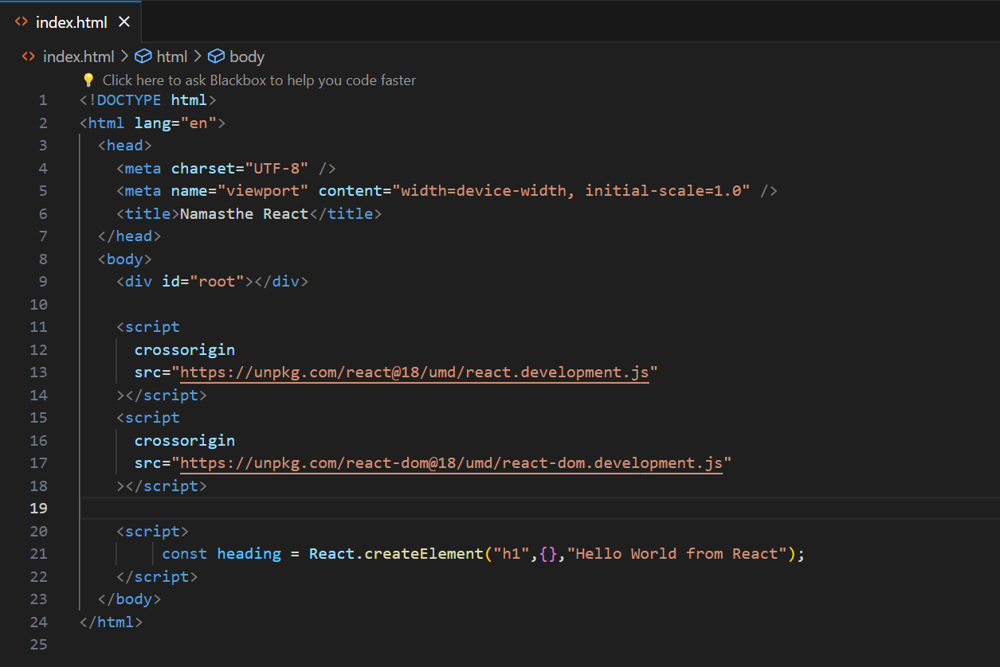 index.html
index.html > html > body
Click here to ask Blackbox to help you code faster
1 <!DOCTYPE html>
2 <html lang="en">
3 <head>
4 <meta charset="UTF-8" />
5 <meta name="viewport" content="width=device-width, initial-scale=1.0" />
6 <title>Namasthe React</title>
7 </head>
8 <body>
9 <div id="root"></div>
10
11 <script
12 crossorigin
13 src="https://unpkg.com/react@18/umd/react.development.js"
14 ></script>
15 <script
16 crossorigin
17 src="https://unpkg.com/react-dom@18/umd/react-dom.development.js"
18 ></script>
19
20 <script>
21 const heading = React.createElement("h1",{},"Hello World from React");
22 </script>
23 </body>
24 </html>
25